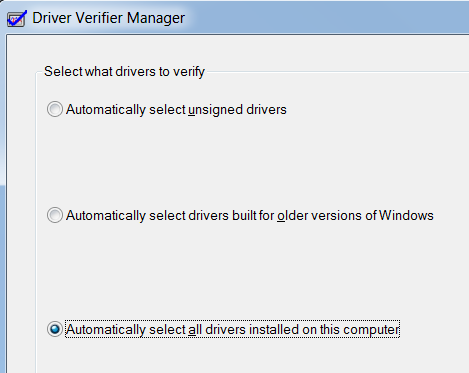 Driver Verifier Manager
Select what drivers to verify
Automatically select unsigned drivers
Automatically select drivers built for older versions of Windows
Automatically select all drivers installed on this computer